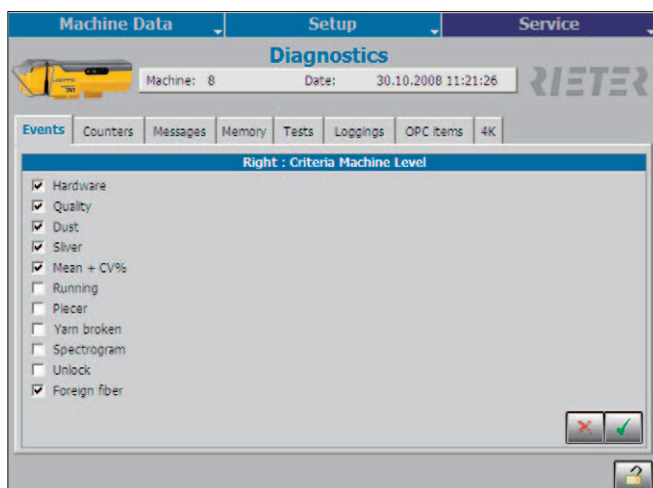 Machine Data Setup Service
Diagnostics
Machine: 8 Date: 30.10.2008 11:21:26
RIETER
Events Counters Messages Memory Tests Loggings OPC items 4K
Right : Criteria Machine Level
Hardware
Quality
Dust
Sliver
Mean + CV%
Running
Piecer
Yarn broken
Spectrogram
Unlock
Foreign fiber